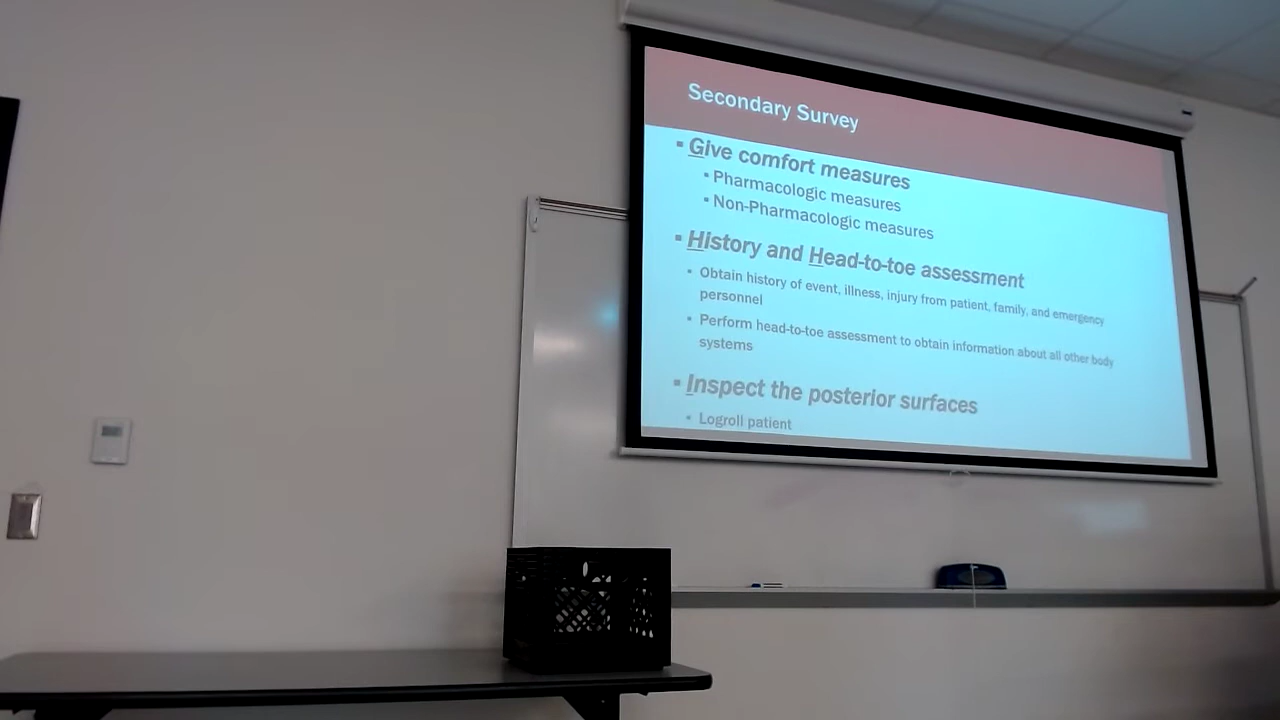 Secondary Survey
▪ Give comfort measures
▪ Pharmacologic measures
▪ Non-Pharmacologic measures
▪ History and Head-to-toe assessment
• Obtain history of event, illness, injury from patient, family, and emergency
personnel
• Perform head-to-toe assessment to obtain information about all other body
systems
▪ Inspect the posterior surfaces
• Logroll patient